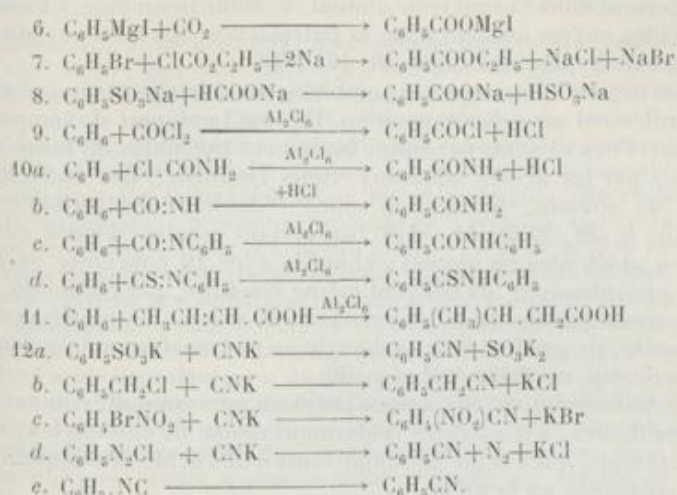 6. C₆H₅MgI+CO₂ ⟶ C₆H₅COOMgI
7. C₆H₅Br+ClCO₂C₂H₅+2Na ⟶ C₆H₅COOC₂H₅+NaCl+NaBr
8. C₆H₅SO₃Na+HCOONa ⟶ C₆H₅COONa+HSO₃Na
9. C₆H₆+COCl₂ ⟶ Al₂Cl₆ C₆H₅COCl+HCl
10a. C₆H₆+Cl.CONH₂ ⟶ Al₂Cl₆ C₆H₅CONH₂+HCl
b. C₆H₆+CO:NH ⟶ +HCl C₆H₅CONH₂.
c. C₆H₆+CO:NC₆H₅ ⟶ Al₂Cl₆ C₆H₅CONHC₆H₅
d. C₆H₆+CS:NC₆H₅ ⟶ Al₂Cl₆ C₆H₅CSNHC₆H₅
11. C₆H₆+CH₃CH:CH.COOH ⟶ Al₂Cl₆ C₆H₅(CH₃)CH.CH₂COOH
12a. C₆H₅SO₃K + CNK ⟶ C₆H₅CN+SO₃K₂
b. C₆H₅CH₂Cl + CNK ⟶ C₆H₅CH₂CN+KCl
c. C₆H₄BrNO₂ + CNK ⟶ C₆H₄(NO₂)CN+KBr
d. C₆H₅N₂Cl + CNK ⟶ C₆H₅CN+N₂+KCl
e. C₆H₅.NC ⟶ C₆H₅CN.